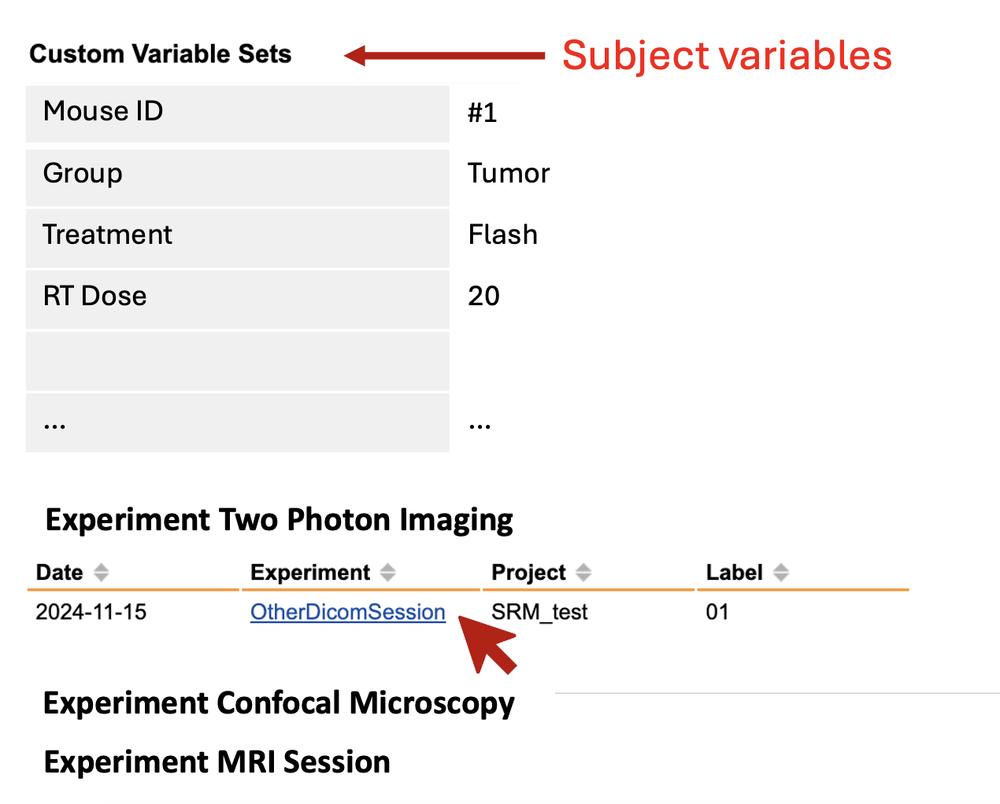 Custom Variable Sets Subject variables
Mouse ID #1
Group Tumor
Treatment Flash
RT Dose 20
... ...
Experiment Two Photon Imaging
Date Experiment Project Label
2024-11-15 OtherDicomSession SRM_test 01
Experiment Confocal Microscopy
Experiment MRI Session